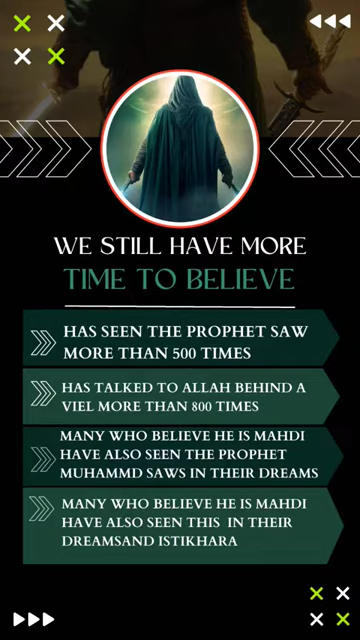 WE STILL HAVE MORE
TIME TO BELIEVE
HAS SEEN THE PROPHET SAW
MORE THAN 500 TIMES
HAS TALKED TO ALLAH BEHIND A
VIEL MORE THAN 800 TIMES
MANY WHO BELIEVE HE IS MAHDI
HAVE ALSO SEEN THE PROPHET
MUHAMMD SAWS IN THEIR DREAMS
MANY WHO BELIEVE HE IS MAHDI
HAVE ALSO SEEN THIS IN THEIR
DREAMSAND ISTIKHARA